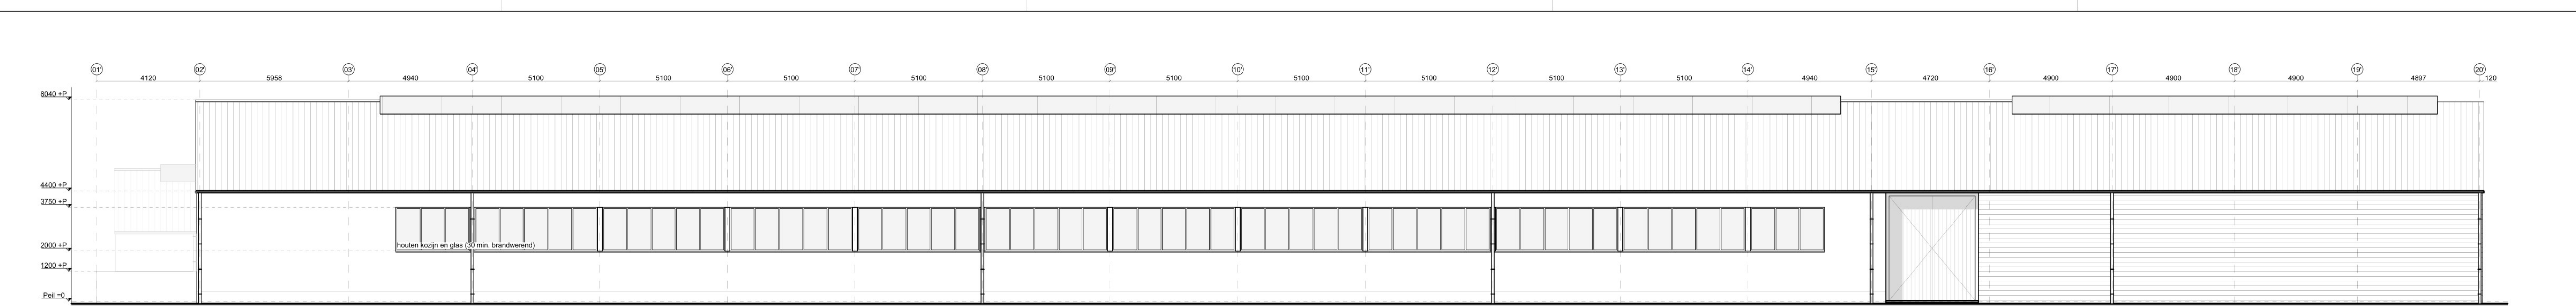 01' 02' 03' 04' 05' 06' 07' 08' 09' 10' 11' 12' 13' 14' 15' 16' 17' 18' 19' 20'
4120 5958 4940 5100 5100 5100 5100 5100 5100 5100 5100 5100 5100 4940 4720 4900 4900 4900 4897 120
8040 +P
4400 +P
3750 +P
2000 +P
houten kozijn en glas (30 min. brandwerend)
1200 +P
Peil =0